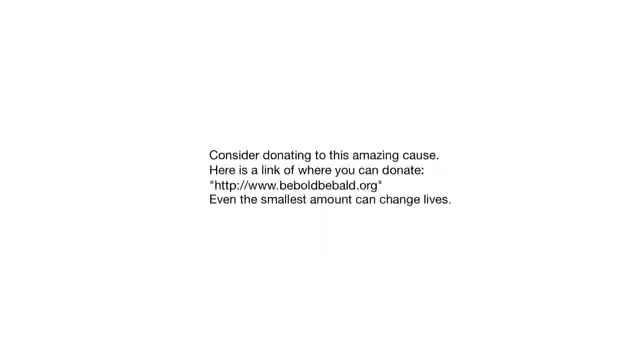 Consider donating to this amazing cause.
Here is a link of where you can donate:
"http://www.beboldbebald.org"
Even the smallest amount can change lives.